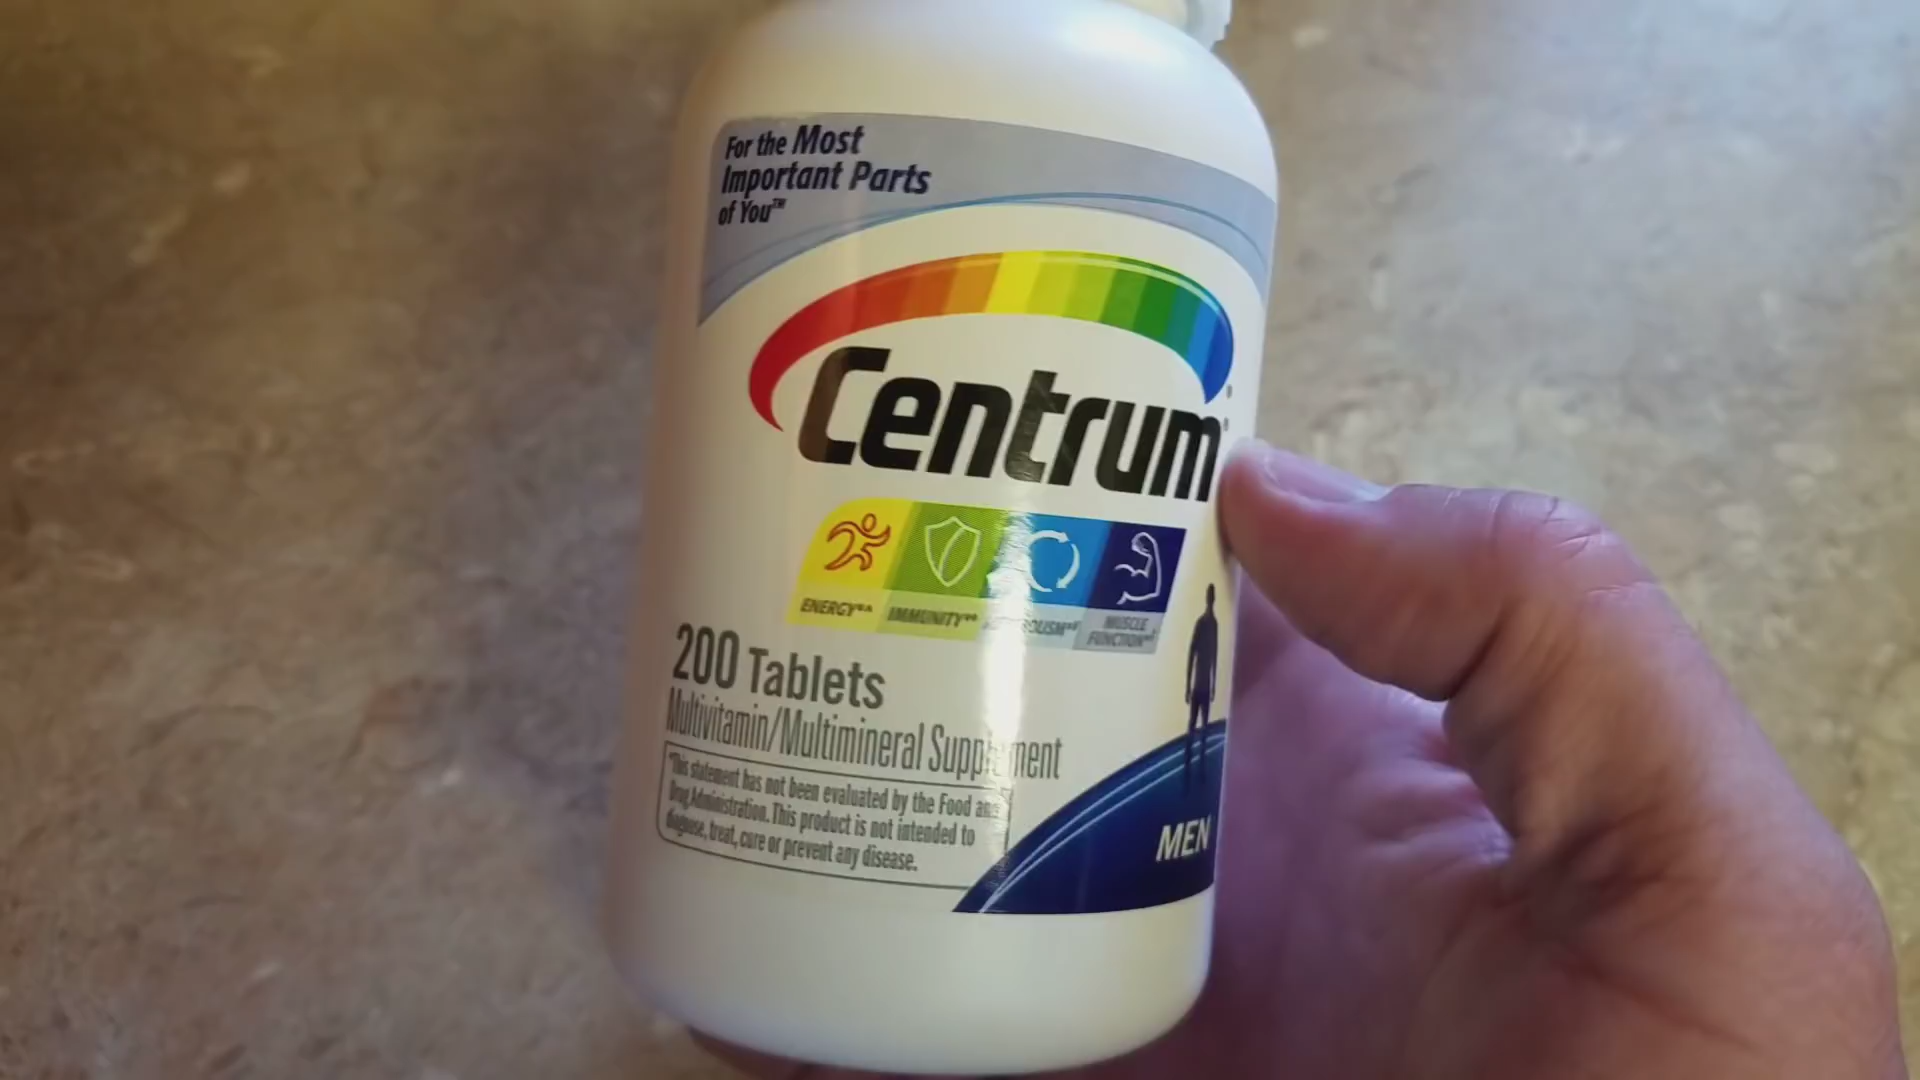 For the Most
Important Parts
of You™
Centrum
ENERGY
IMMUNITY
MUSCLE
FUNCTION
200 Tablets
Multivitamin/Multimineral Supplement
*This statement has not been evaluated by the Food and
Drug Administration. This product is not intended to
diagnose, treat, cure or prevent any disease.
MEN